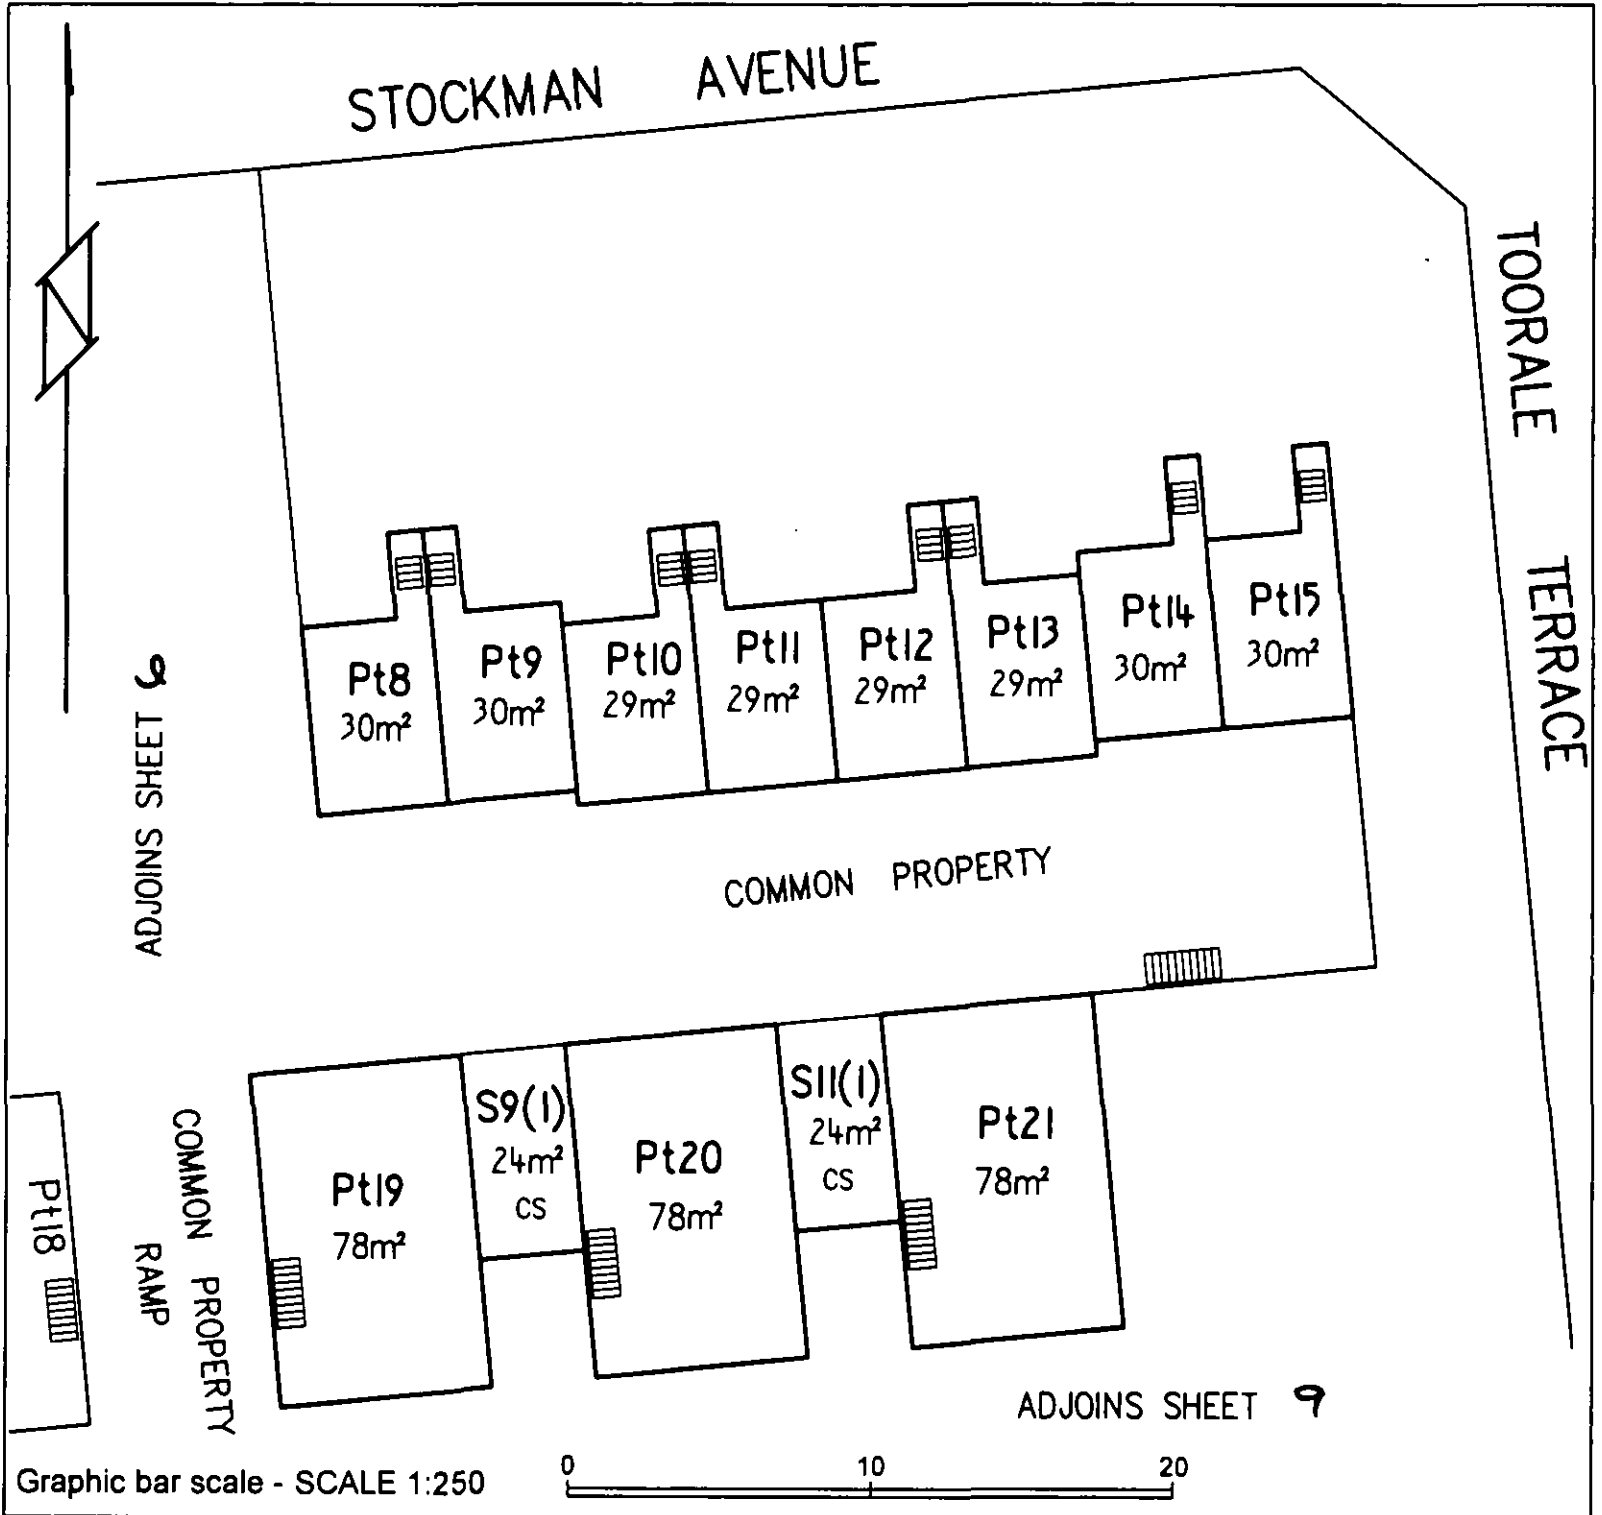 STOCKMAN AVENUE
TOORALE TERRACE
ADJOINS SHEET 9
Pt8
30m²
Pt9
30m²
Pt10
29m²
Pt11
29m²
Pt12
29m²
Pt13
29m²
Pt14
30m²
Pt15
30m²
COMMON PROPERTY
Pt18
RAMP
COMMON PROPERTY
Pt19
78m²
S9(1)
24m²
CS
Pt20
78m²
S11(1)
24m²
CS
Pt21
78m²
ADJOINS SHEET 9
Graphic bar scale - SCALE 1:250
0 10 20